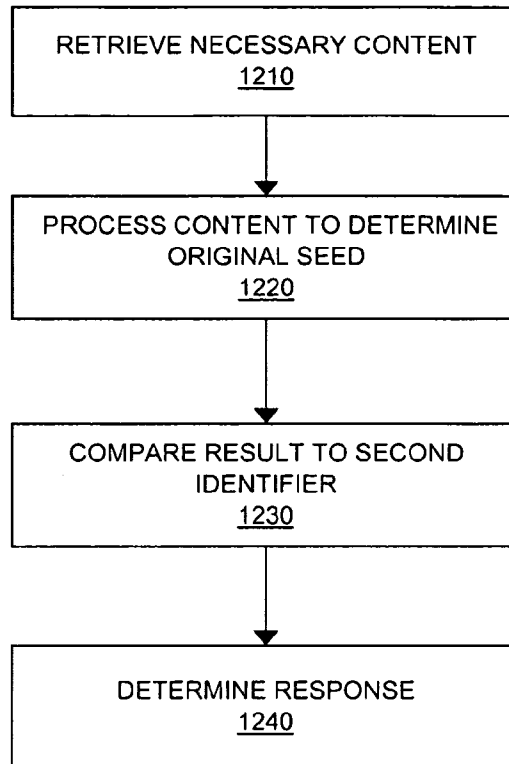 RETRIEVE NECESSARY CONTENT
1210
PROCESS CONTENT TO DETERMINE
ORIGINAL SEED
1220
COMPARE RESULT TO SECOND
IDENTIFIER
1230
DETERMINE RESPONSE
1240